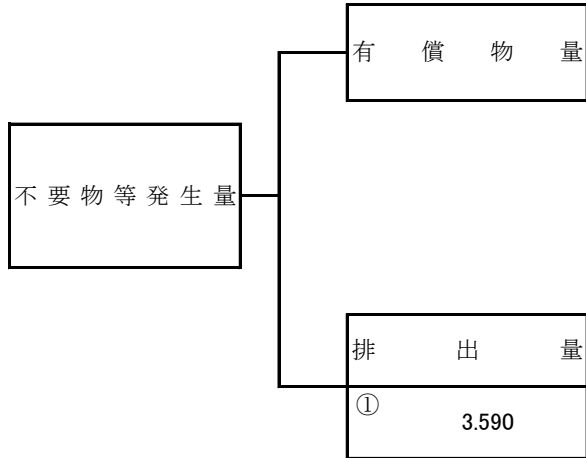 有償物量
不要物等発生量
排出量
①
3.590